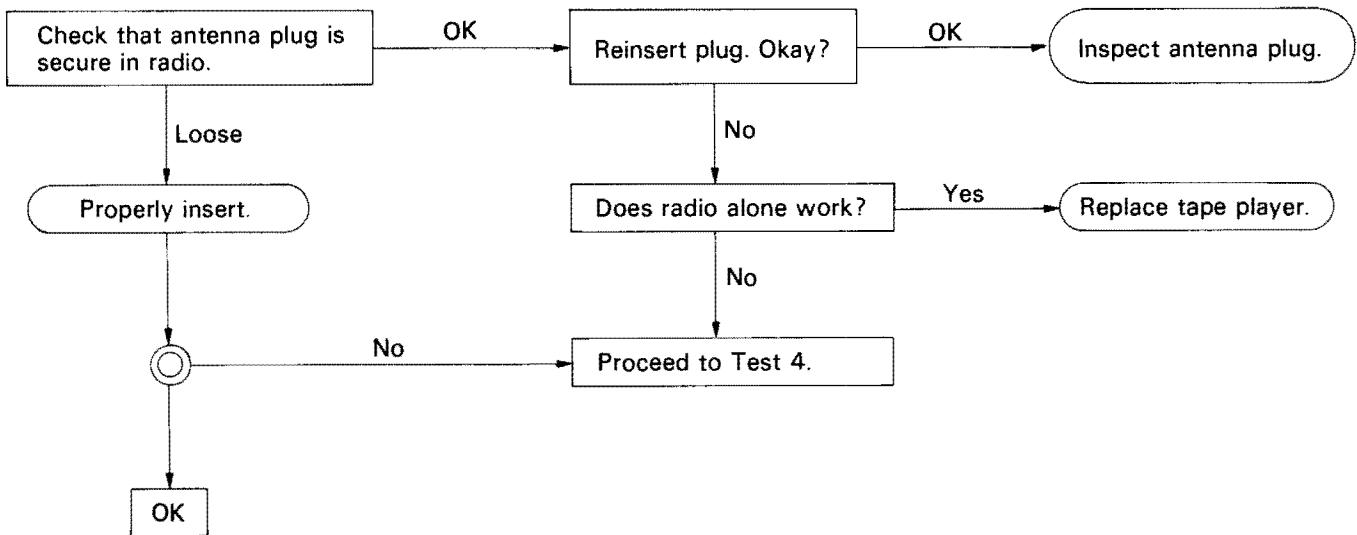 Check that antenna plug is
secure in radio.
OK
Reinsert plug. Okay?
OK
Inspect antenna plug.
Loose
No
Properly insert.
Does radio alone work?
Yes
Replace tape player.
No
No
Proceed to Test 4.
OK